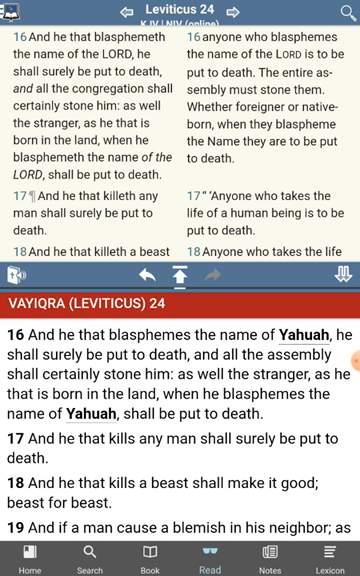 Leviticus 24
KJV | NIV (online)
16 And he that blasphemeth
the name of the LORD, he
shall surely be put to death,
and all the congregation shall
certainly stone him: as well
the stranger, as he that is
born in the land, when he
blasphemeth the name of the
LORD, shall be put to death.
17 ¶ And he that killeth any
man shall surely be put to
death.
18 And he that killeth a beast
16 anyone who blasphemes
the name of the LORD is to be
put to death. The entire as-
sembly must stone them.
Whether foreigner or native-
born, when they blaspheme
the Name they are to be put
to death.
17 “ ‘Anyone who takes the
life of a human being is to be
put to death.
18 Anyone who takes the life
VAYIQRA (LEVITICUS) 24
16 And he that blasphemes the name of Yahuah, he
shall surely be put to death, and all the assembly
shall certainly stone him: as well the stranger, as he
that is born in the land, when he blasphemes the
name of Yahuah, shall be put to death.
17 And he that kills any man shall surely be put to
death.
18 And he that kills a beast shall make it good;
beast for beast.
19 And if a man cause a blemish in his neighbor; as
Home
Search
Book
Read
Notes
Lexicon